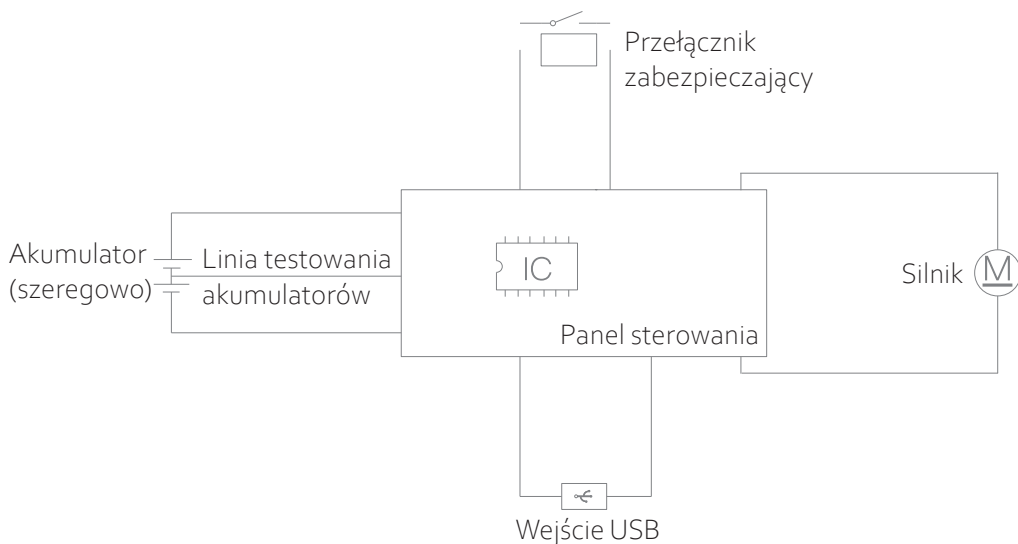 Przełącznik
zabezpieczający
Akumulator
(szeregowo)
Linia testowania
akumulatorów
IC
Silnik
M
Panel sterowania
Wejście USB